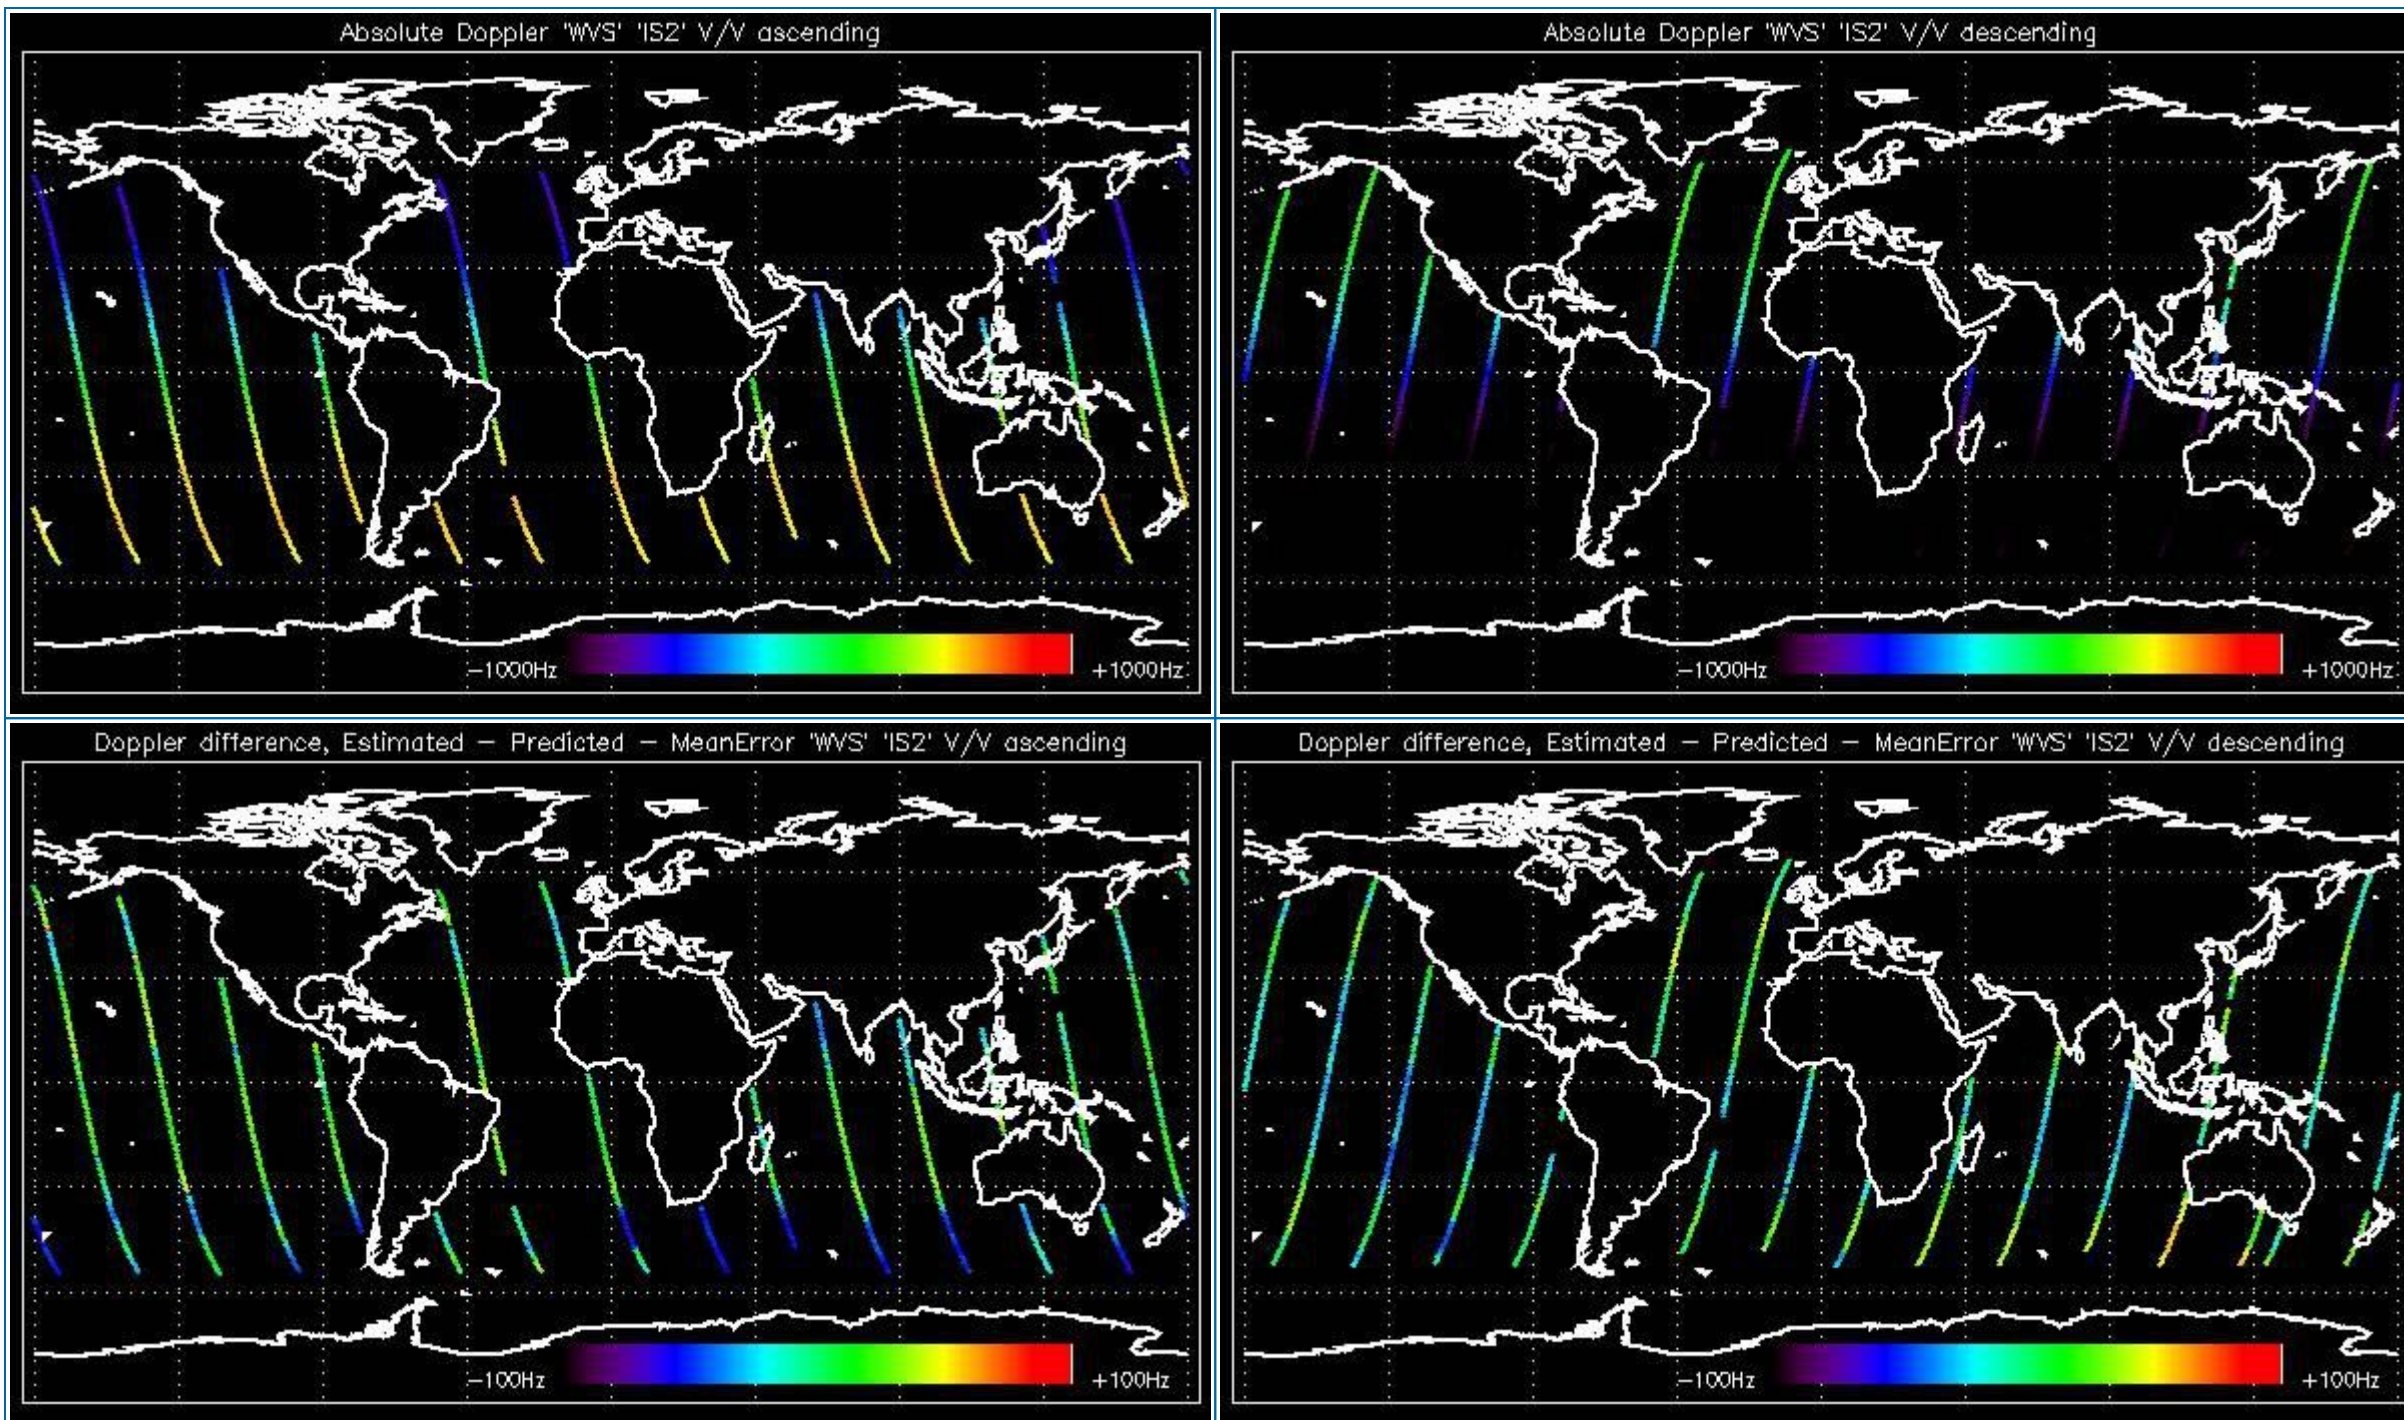 Absolute Doppler 'WVS' 'IS2' V/V ascending
-1000Hz
+1000Hz
Absolute Doppler 'WVS' 'IS2' V/V descending
-1000Hz
+1000Hz
Doppler difference, Estimated - Predicted - MeanError 'WVS' 'IS2' V/V ascending
-100Hz
+100Hz
Doppler difference, Estimated - Predicted - MeanError 'WVS' 'IS2' V/V descending
-100Hz
+100Hz